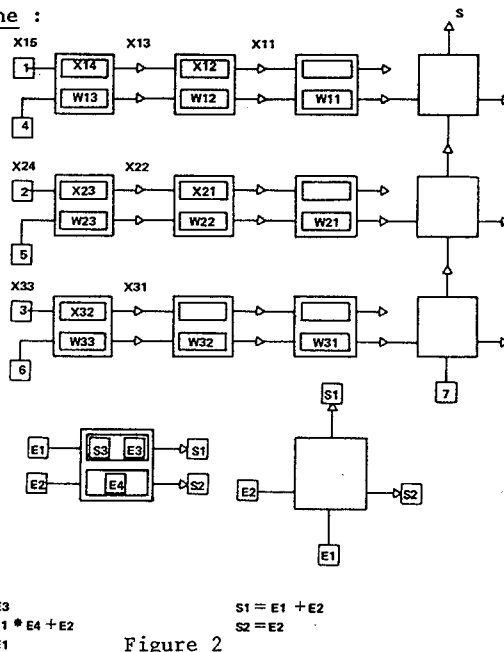 ne :
S
X15 X13 X11
1 X14 X12
4 W13 W12 W11
X24 X22
2 X23 X21
5 W23 W22 W21
X33 X31
3 X32
6 W33 W32 W31
7
S1
E1 S3 E3 S1
E2 E4 S2
E2 S2
E1
E3 S1 = E1 + E2
1 * E4 + E2 S2 = E2
E1
Figure 2